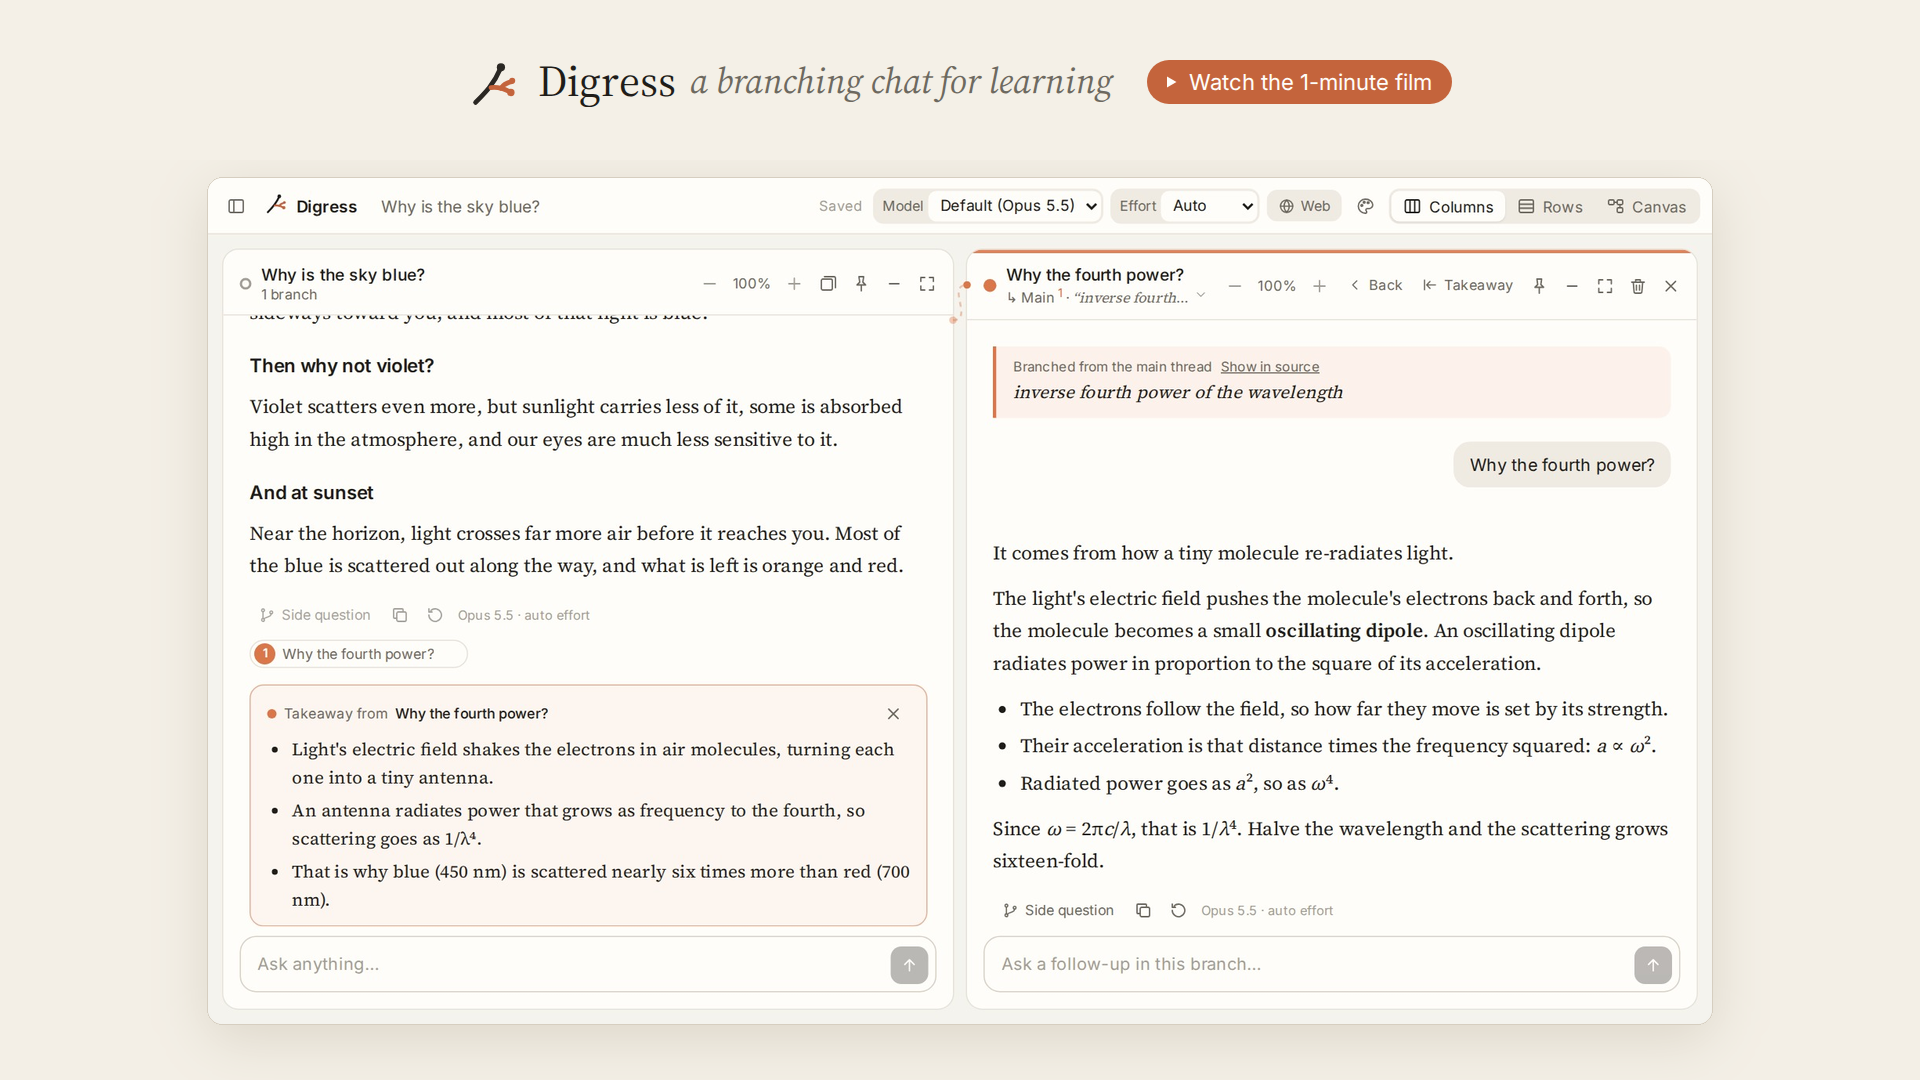 Digress a branching chat for learning
Watch the 1-minute film
Digress
Why is the sky blue?
Saved
Model Default (Opus 5.5)
Effort Auto
Web
Columns
Rows
Canvas
Why is the sky blue?
1 branch
100%
sideways toward you, and most of that light is blue.
Then why not violet?
Violet scatters even more, but sunlight carries less of it, some is absorbed
high in the atmosphere, and our eyes are much less sensitive to it.
And at sunset
Near the horizon, light crosses far more air before it reaches you. Most of
the blue is scattered out along the way, and what is left is orange and red.
Side question
Opus 5.5 · auto effort
1 Why the fourth power?
Takeaway from Why the fourth power?
• Light's electric field shakes the electrons in air molecules, turning each
one into a tiny antenna.
• An antenna radiates power that grows as frequency to the fourth, so
scattering goes as 1/λ⁴.
• That is why blue (450 nm) is scattered nearly six times more than red (700
nm).
Ask anything...
Why the fourth power?
↳ Main 1 · “inverse fourth...
100%
Back
Takeaway
Branched from the main thread Show in source
inverse fourth power of the wavelength
Why the fourth power?
It comes from how a tiny molecule re-radiates light.
The light's electric field pushes the molecule's electrons back and forth, so
the molecule becomes a small oscillating dipole. An oscillating dipole
radiates power in proportion to the square of its acceleration.
• The electrons follow the field, so how far they move is set by its strength.
• Their acceleration is that distance times the frequency squared: a ∝ ω².
• Radiated power goes as a², so as ω⁴.
Since ω = 2πc/λ, that is 1/λ⁴. Halve the wavelength and the scattering grows
sixteen-fold.
Side question
Opus 5.5 · auto effort
Ask a follow-up in this branch...